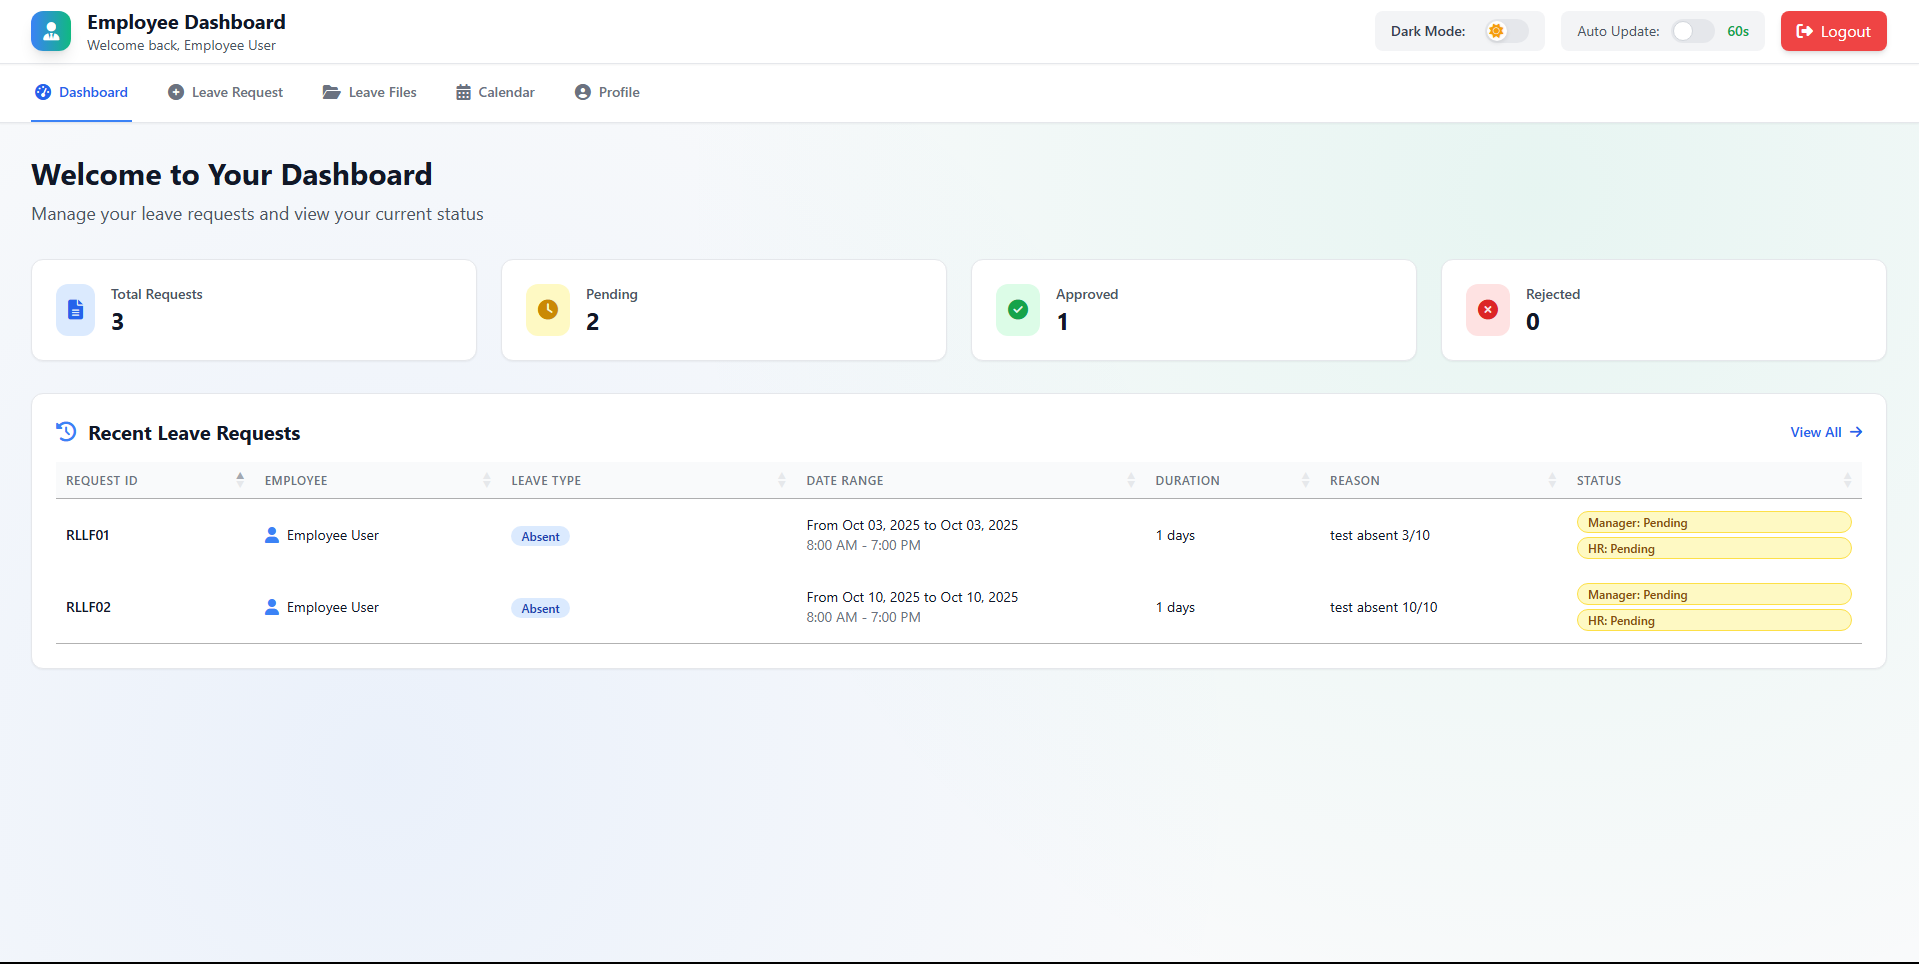 Employee Dashboard
Welcome back, Employee User
Dark Mode:
Auto Update:
60s
Logout
Dashboard
Leave Request
Leave Files
Calendar
Profile
Welcome to Your Dashboard
Manage your leave requests and view your current status
Total Requests
3
Pending
2
Approved
1
Rejected
0
Recent Leave Requests
View All
REQUEST ID EMPLOYEE LEAVE TYPE DATE RANGE DURATION REASON STATUS
RLLF01 Employee User Absent From Oct 03, 2025 to Oct 03, 2025 1 days test absent 3/10 Manager: Pending
8:00 AM - 7:00 PM HR: Pending
RLLF02 Employee User Absent From Oct 10, 2025 to Oct 10, 2025 1 days test absent 10/10 Manager: Pending
8:00 AM - 7:00 PM HR: Pending